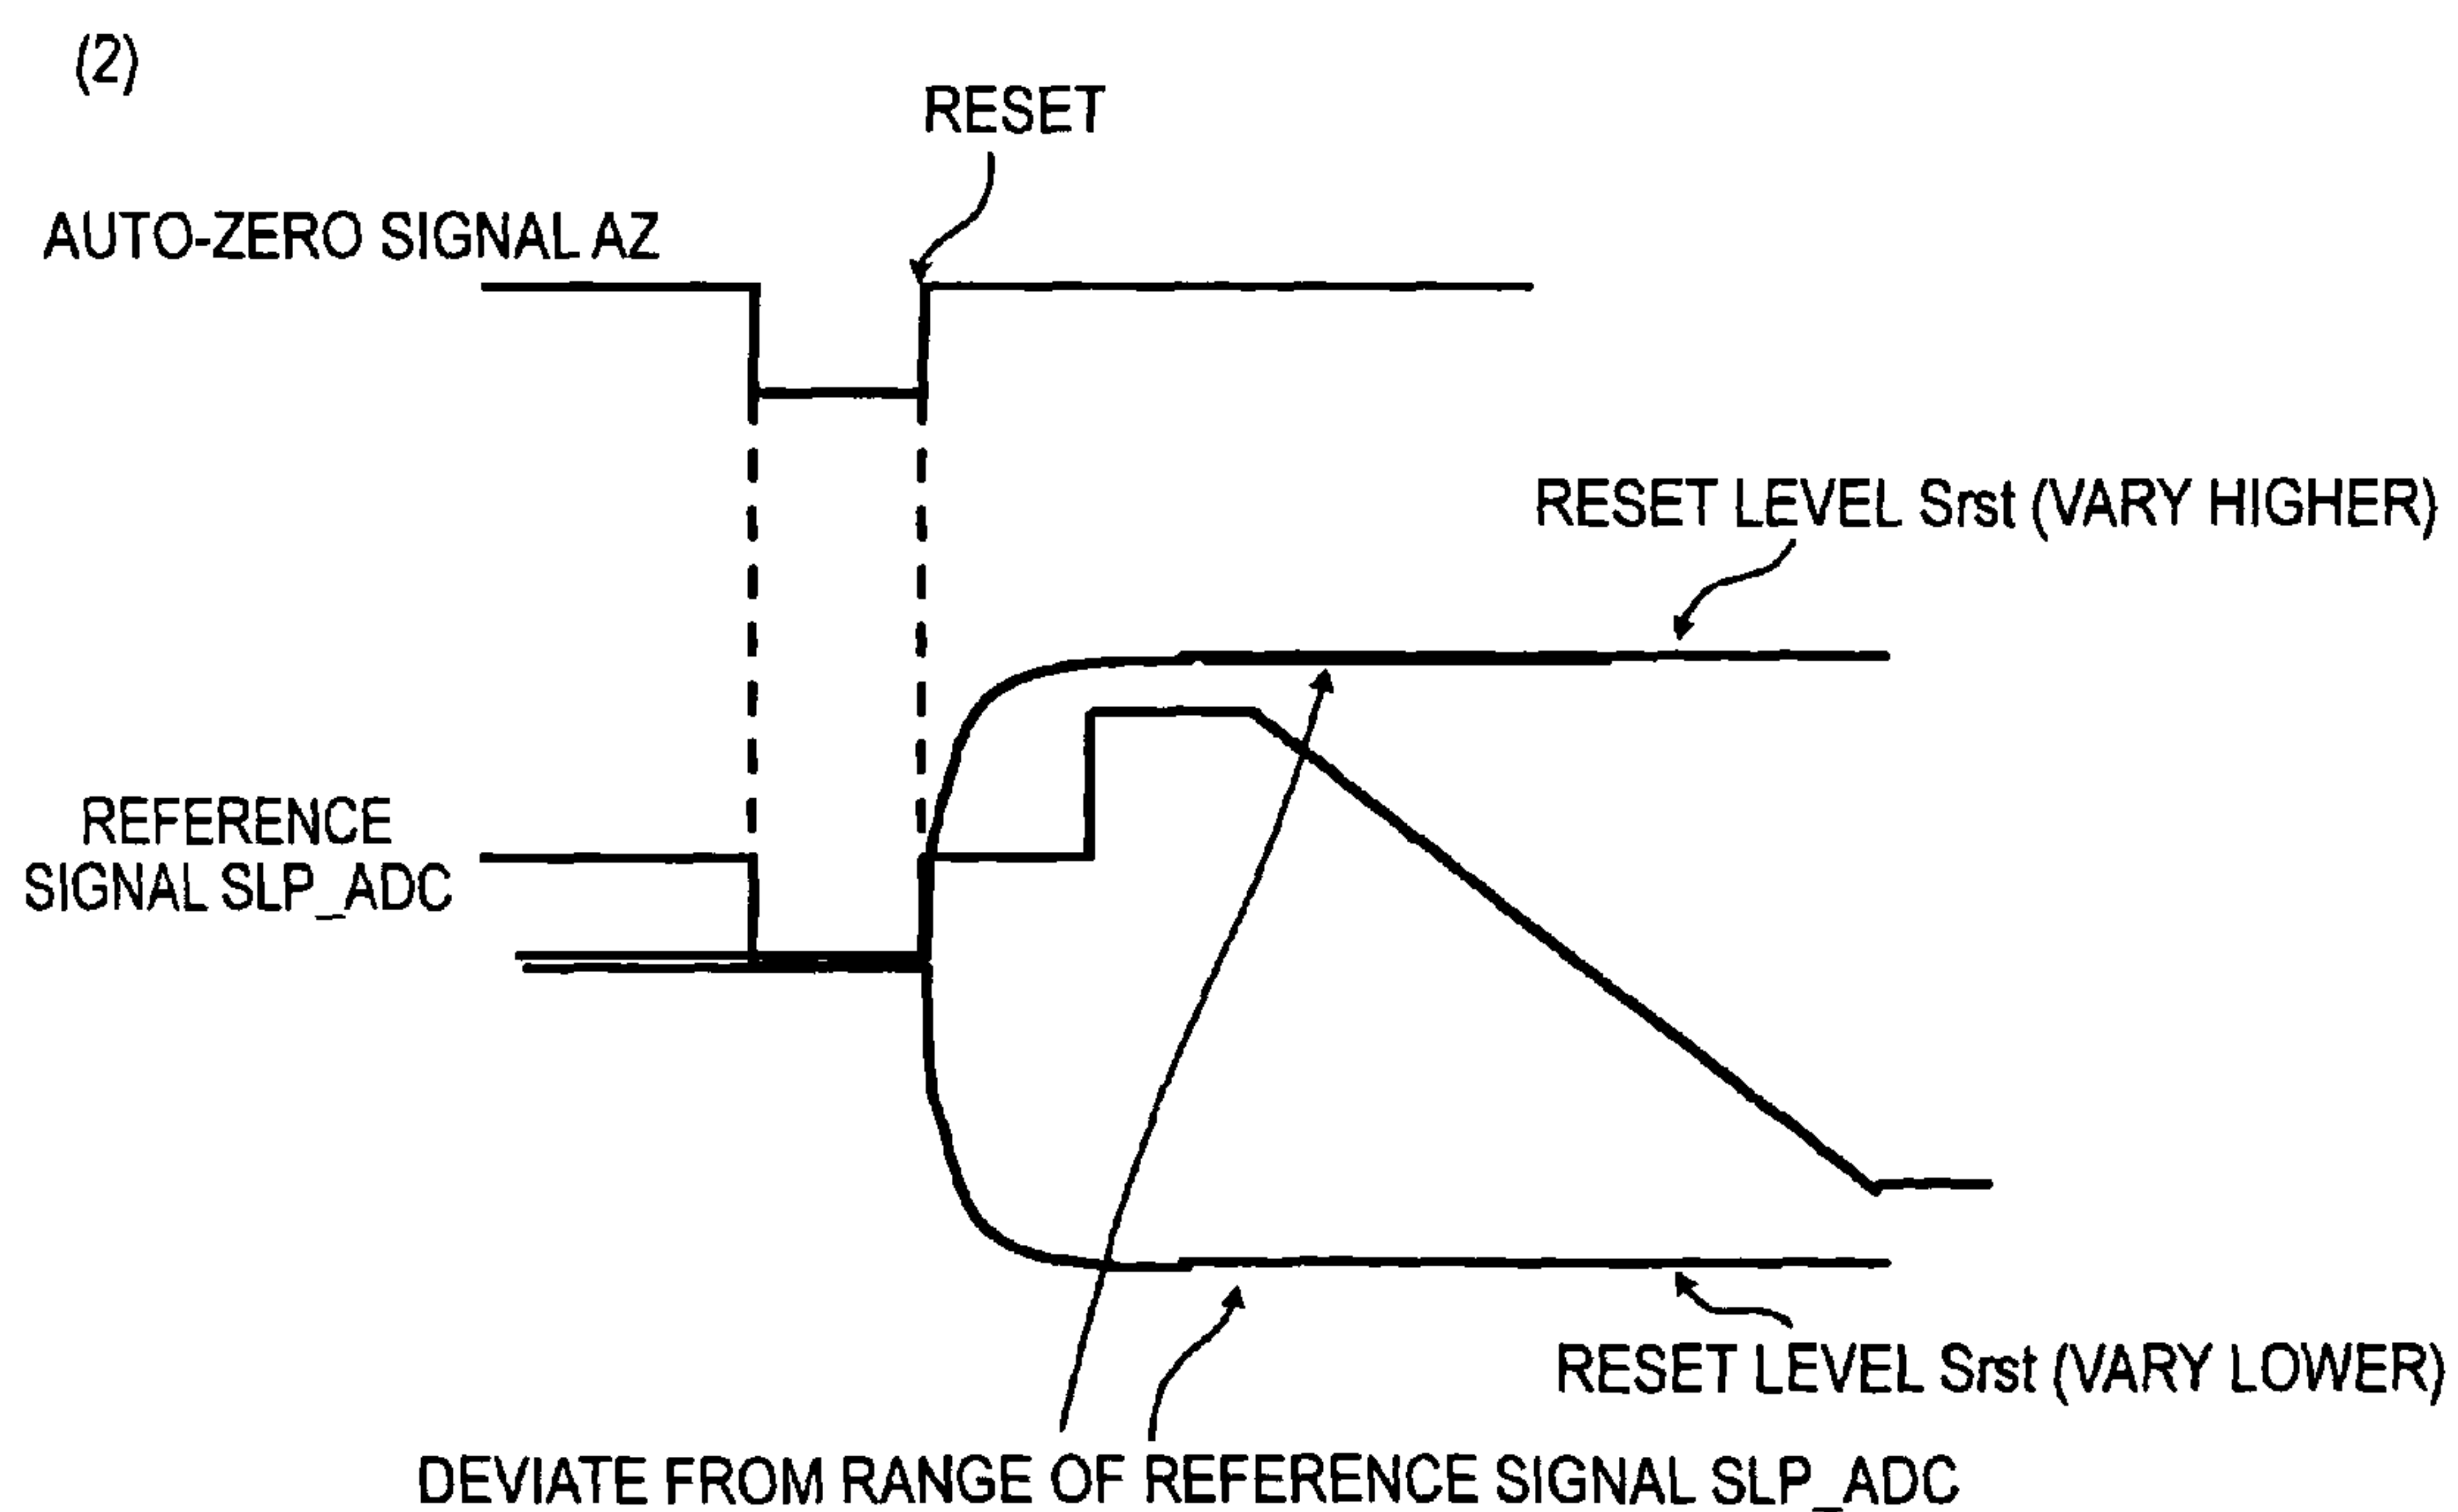 (2)
RESET
AUTO-ZERO SIGNAL AZ
RESET LEVEL Srst (VARY HIGHER)
REFERENCE
SIGNAL SLP_ADC
RESET LEVEL Srst (VARY LOWER)
DEVIATE FROM RANGE OF REFERENCE SIGNAL SLP_ADC